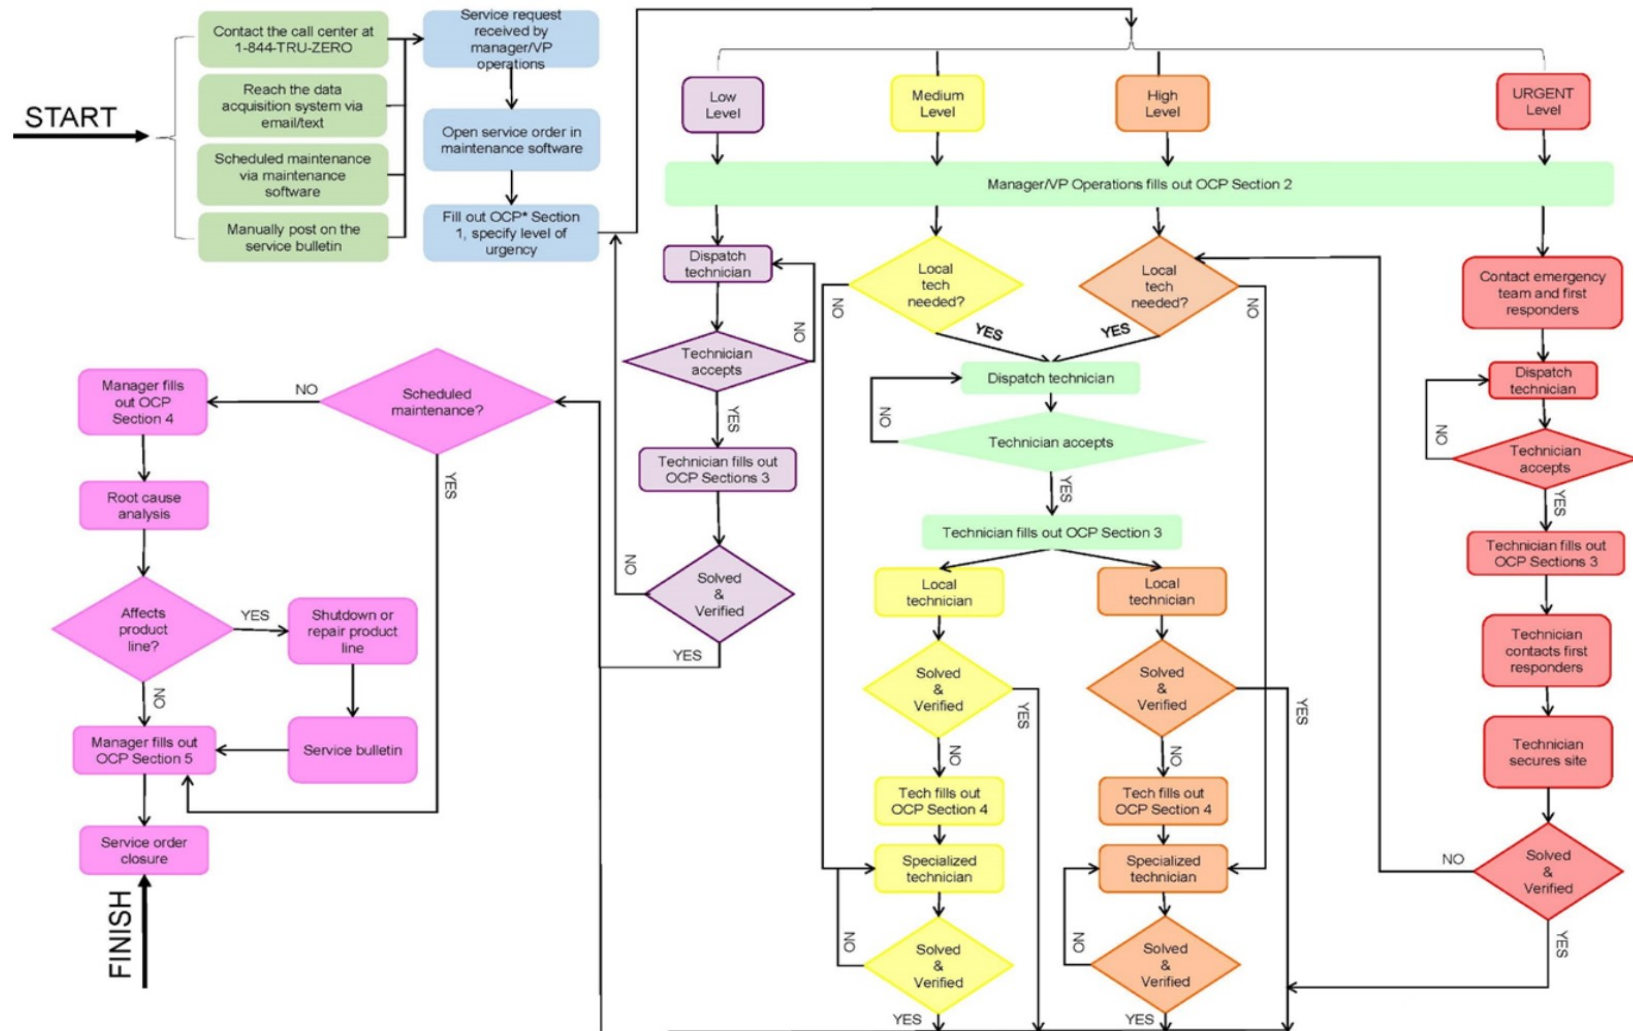 START
Contact the call center at
1-844-TRU-ZERO
Reach the data
acquisition system via
email/text
Scheduled maintenance
via maintenance
software
Manually post on the
service bulletin
Service request
received by
manager/VP
operations
Open service order in
maintenance software
Fill out OCP* Section
1, specify level of
urgency
Low
Level
Medium
Level
High
Level
URGENT
Level
Manager/VP Operations fills out OCP Section 2
Dispatch
technician
NO
Technician
accepts
YES
Technician fills out
OCP Sections 3
Solved
&
Verified
NO
YES
Local
tech
needed?
NO
YES
Local
tech
needed?
NO
YES
Dispatch technician
NO
Technician accepts
YES
Technician fills out OCP Section 3
Local
technician
Solved
&
Verified
YES
NO
Tech fills out
OCP Section 4
Specialized
technician
NO
Solved
&
Verified
YES
Local
technician
Solved
&
Verified
YES
NO
Tech fills out
OCP Section 4
Specialized
technician
NO
Solved
&
Verified
YES
Contact emergency
team and first
responders
Dispatch
technician
NO
Technician
accepts
YES
Technician fills out
OCP Sections 3
Technician
contacts first
responders
Technician
secures site
NO
Solved
&
Verified
YES
Scheduled
maintenance?
NO
YES
Manager fills
out OCP
Section 4
Root cause
analysis
Affects
product
line?
YES
Shutdown or
repair product
line
NO
Service bulletin
Manager fills out
OCP Section 5
Service order
closure
FINISH